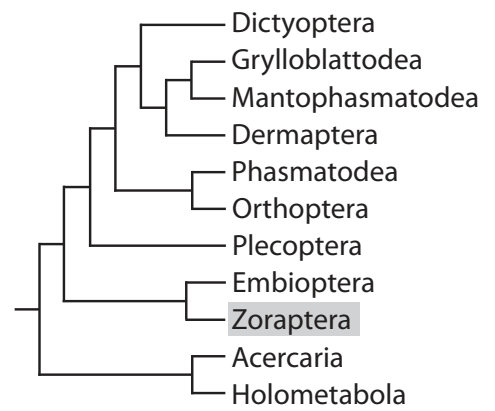 Dictyoptera
Grylloblattodea
Mantophasmatodea
Dermaptera
Phasmatodea
Orthoptera
Plecoptera
Embioptera
Zoraptera
Acercaria
Holometabola